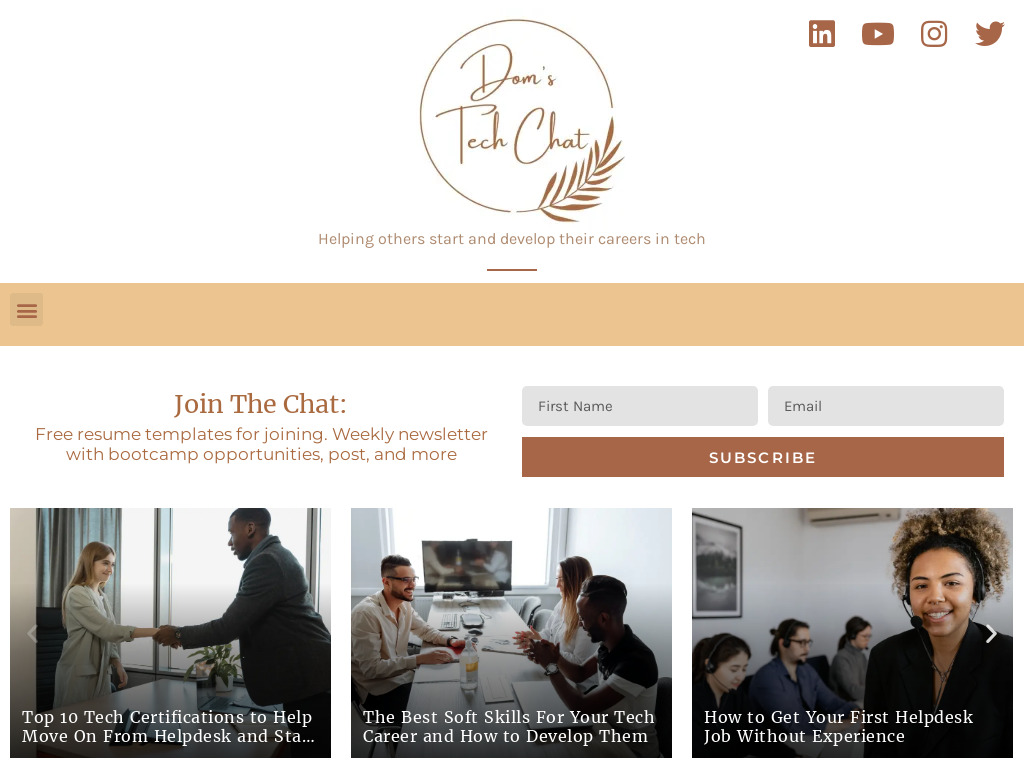 Dom's
Tech Chat
Helping others start and develop their careers in tech
Join The Chat:
Free resume templates for joining. Weekly newsletter
with bootcamp opportunities, post, and more
First Name
Email
SUBSCRIBE
Top 10 Tech Certifications to Help
Move On From Helpdesk and Sta...
The Best Soft Skills For Your Tech
Career and How to Develop Them
How to Get Your First Helpdesk
Job Without Experience